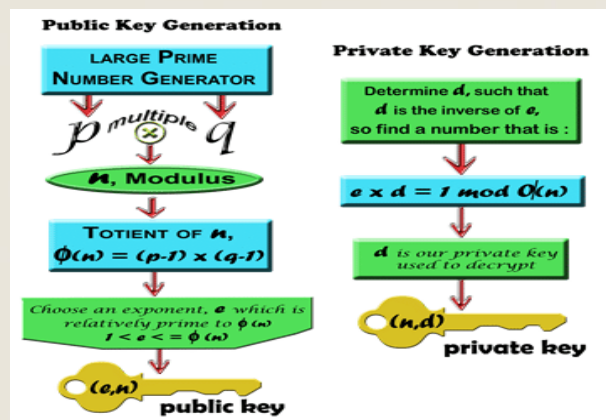 Public Key Generation
LARGE PRIME
NUMBER GENERATOR
p multiple q
x
n, Modulus
TOTIENT OF n,
ϕ(n) = (p-1) x (q-1)
Choose an exponent, e which is
relatively prime to ϕ(n)
1 < e < = ϕ(n)
(e,n)
public key
Private Key Generation
Determine d, such that
d is the inverse of e,
so find a number that is :
e x d = 1 mod O/(n)
d is our private key
used to decrypt
(n,d)
private key